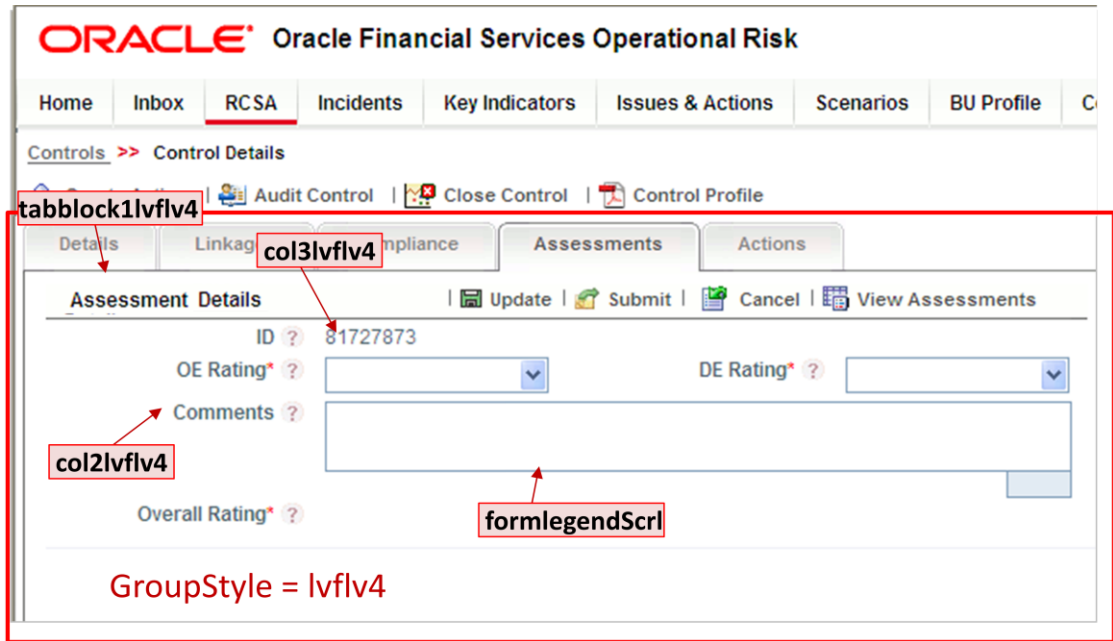 ORACLE Oracle Financial Services Operational Risk
Home Inbox RCSA Incidents Key Indicators Issues & Actions Scenarios BU Profile
Controls >> Control Details
| Audit Control | Close Control | Control Profile
tabblock1lvflv4
Details Assessments Actions
col3lvflv4
Assessment Details | Update | Submit | Cancel | View Assessments
ID ? 81727873
OE Rating* ? DE Rating* ?
Comments ?
col2lvflv4
Overall Rating* ?
formlegendScrl
GroupStyle = lvflv4